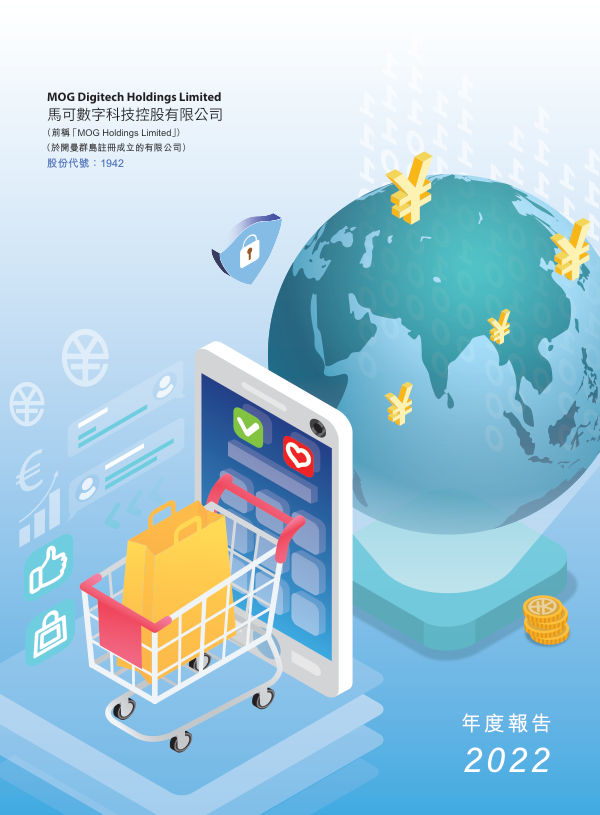 MOG Digitech Holdings Limited
馬可數字科技控股有限公司
（前稱「MOG Holdings Limited」）
（於開曼群島註冊成立的有限公司）
股份代號：1942
年度報告
2022